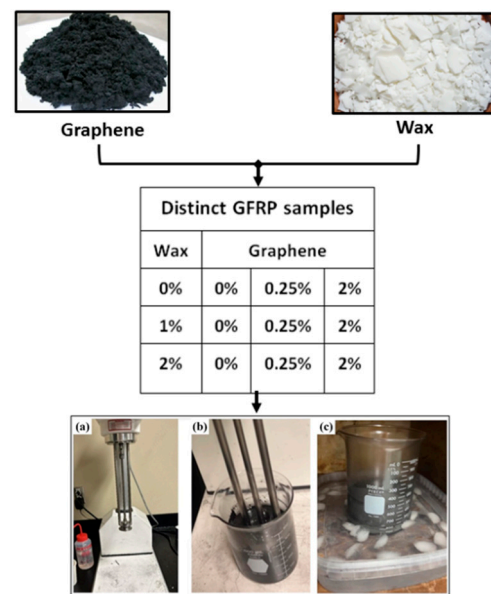 Graphene
Wax
Distinct GFRP samples
Wax Graphene
0% 0% 0.25% 2%
1% 0% 0.25% 2%
2% 0% 0.25% 2%
(a) (b) (c)